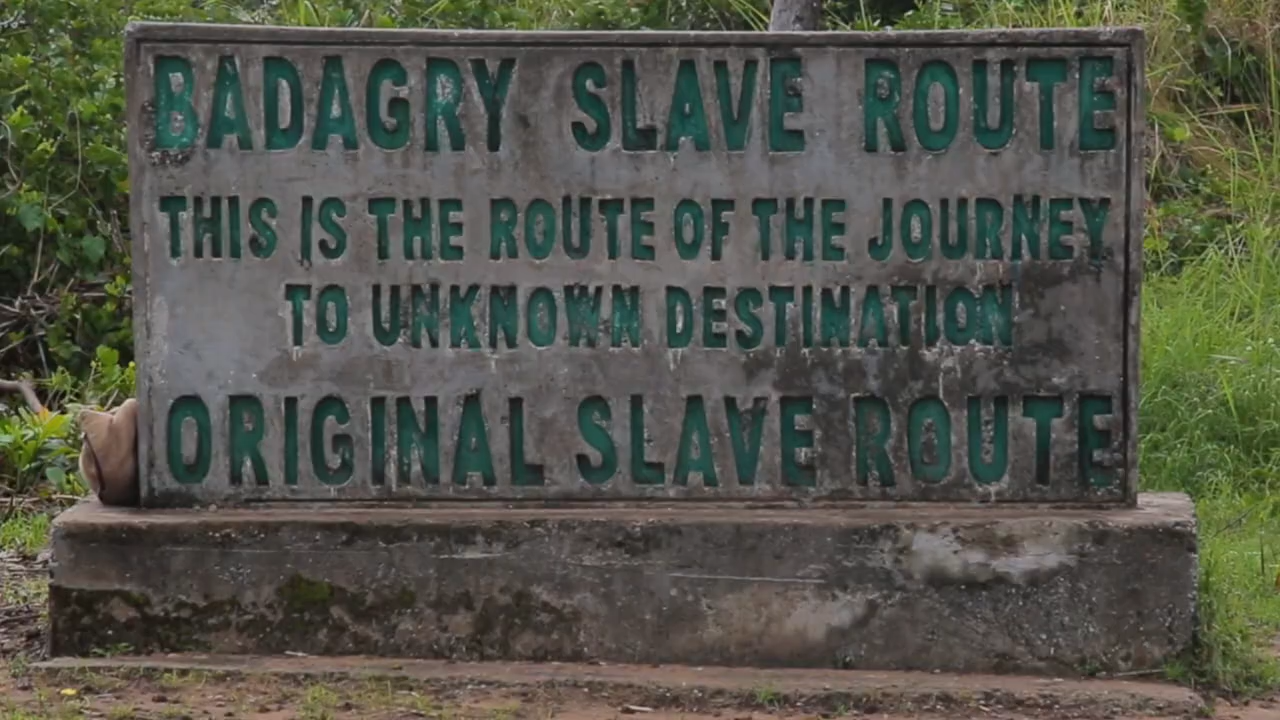 BADAGRY SLAVE ROUTE
THIS IS THE ROUTE OF THE JOURNEY
TO UNKNOWN DESTINATION
ORIGINAL SLAVE ROUTE